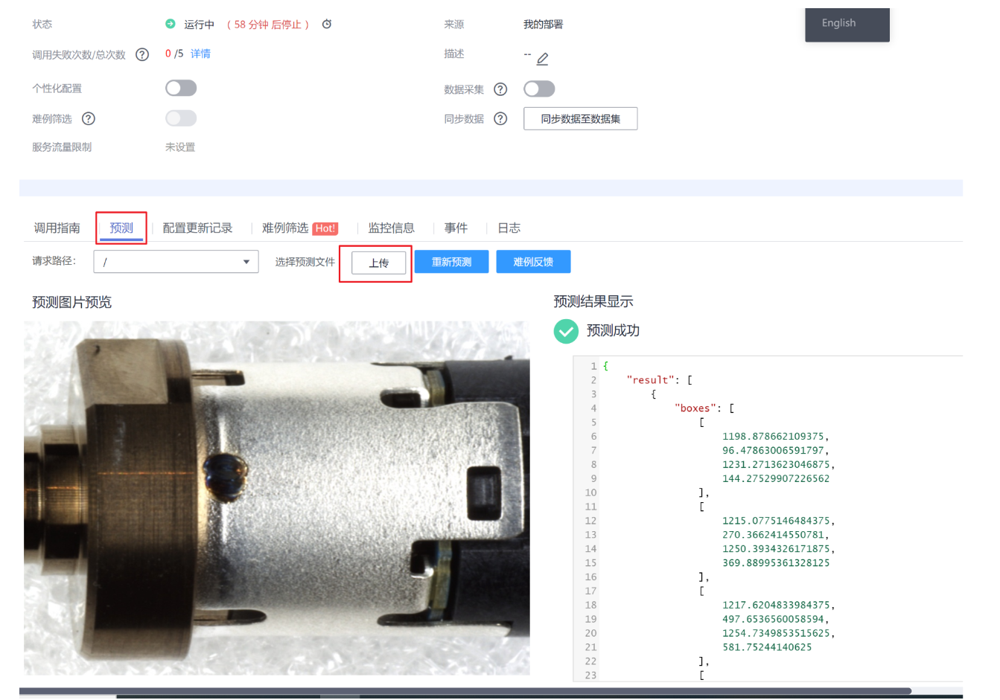 状态 运行中 （ 58 分钟 后停止 ） 来源 我的部署 English
调用失败次数/总次数 ? 0 /5 详情 描述 --
个性化配置 数据采集 ?
难例筛选 ? 同步数据 ? 同步数据至数据集
服务流量限制 未设置
调用指南 预测 配置更新记录 难例筛选 Hot! 监控信息 事件 日志
请求路径： / 选择预测文件 上传 重新预测 难例反馈
预测图片预览 预测结果显示
预测成功
1 {
2 "result": [
3 {
4 "boxes": [
5 [
6 1198.878662109375,
7 96.47863006591797,
8 1231.2713623046875,
9 144.27529907226562
10 ],
11 [
12 1215.0775146484375,
13 270.3662414550781,
14 1250.3934326171875,
15 369.88995361328125
16 ],
17 [
18 1217.6204833984375,
19 497.6536560058594,
20 1254.7349853515625,
21 581.75244140625
22 ],
23 [